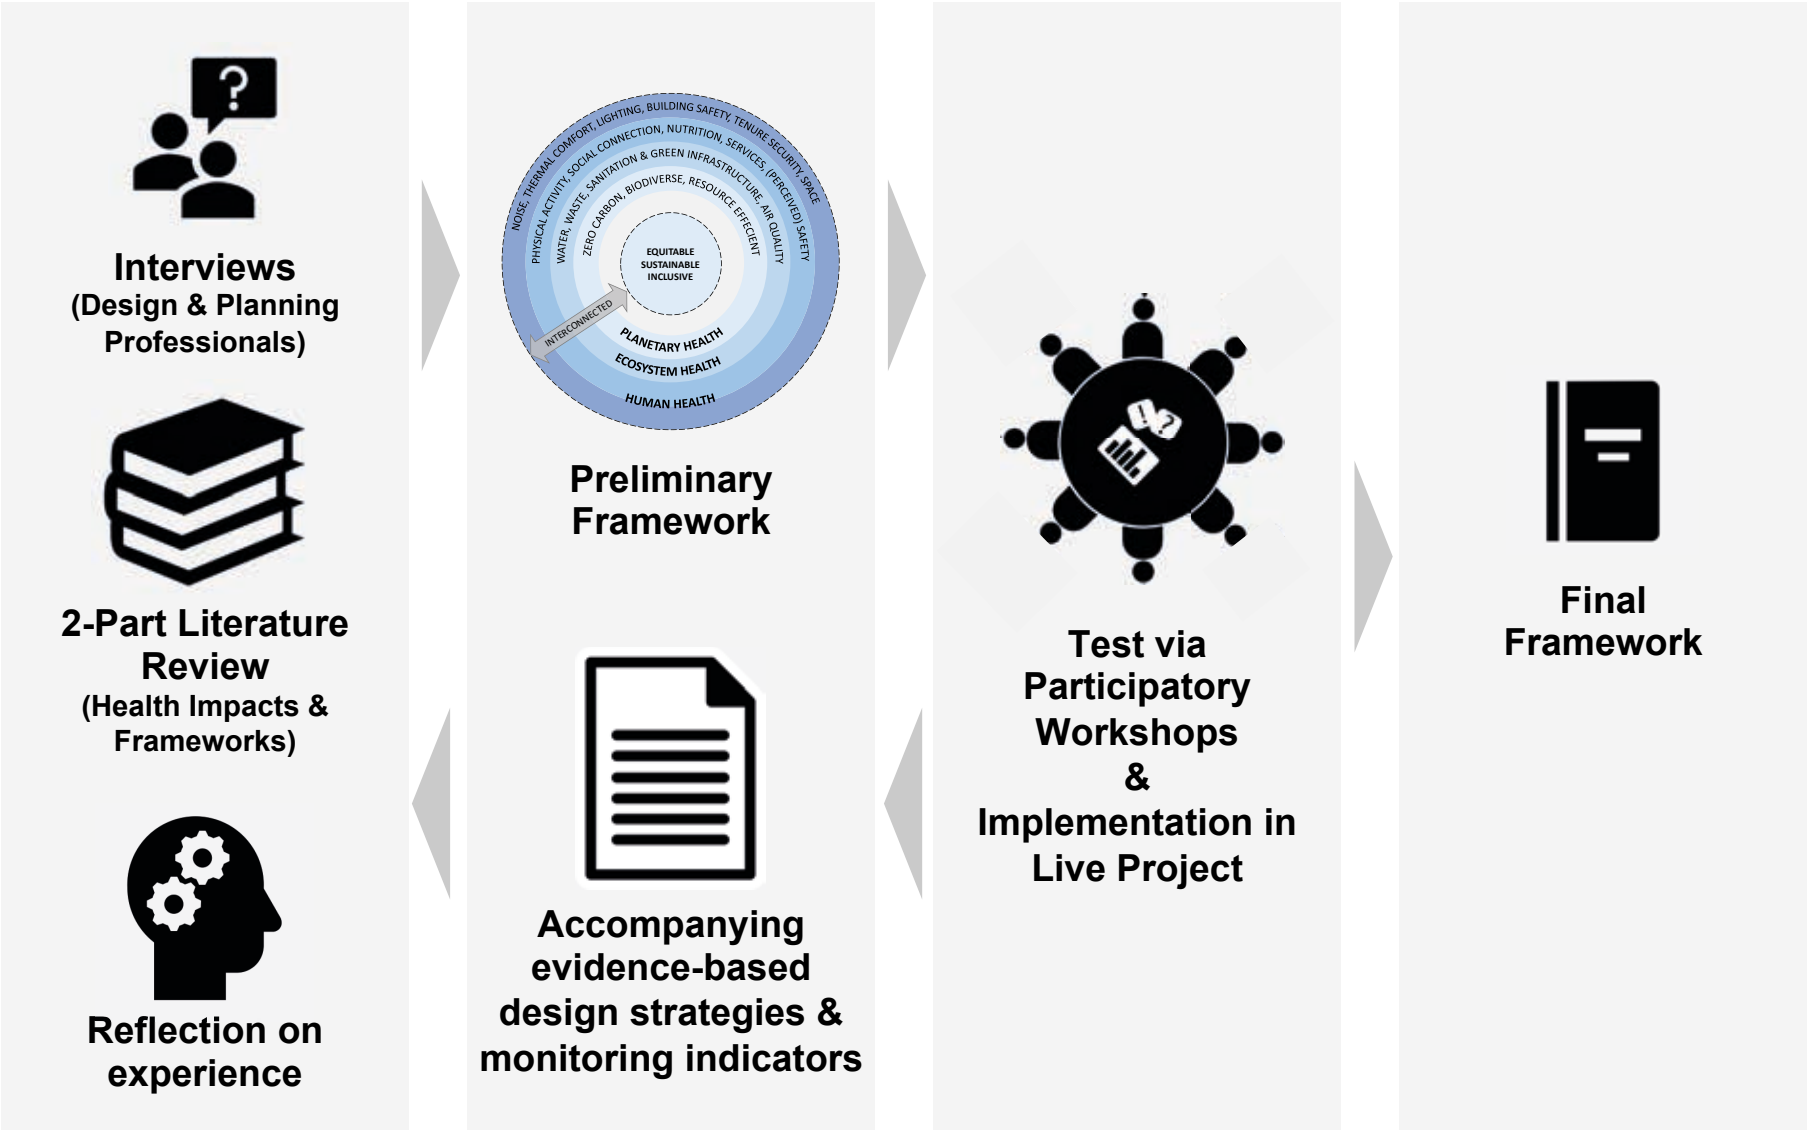 ?
Interviews
(Design & Planning
Professionals)
2-Part Literature
Review
(Health Impacts &
Frameworks)
Reflection on
experience
NOISE, THERMAL COMFORT, LIGHTING, BUILDING SAFETY, TENURE SECURITY, SPACE
PHYSICAL ACTIVITY, SOCIAL CONNECTION, NUTRITION, SERVICES, (PERCEIVED) SAFETY
WATER, WASTE, SANITATION & GREEN INFRASTRUCTURE, AIR QUALITY
ZERO CARBON, BIODIVERSE, RESOURCE EFFECIENT
EQUITABLE
SUSTAINABLE
INCLUSIVE
INTERCONNECTED
PLANETARY HEALTH
ECOSYSTEM HEALTH
HUMAN HEALTH
Preliminary
Framework
Accompanying
evidence-based
design strategies &
monitoring indicators
! ?
Test via
Participatory
Workshops
&
Implementation in
Live Project
Final
Framework